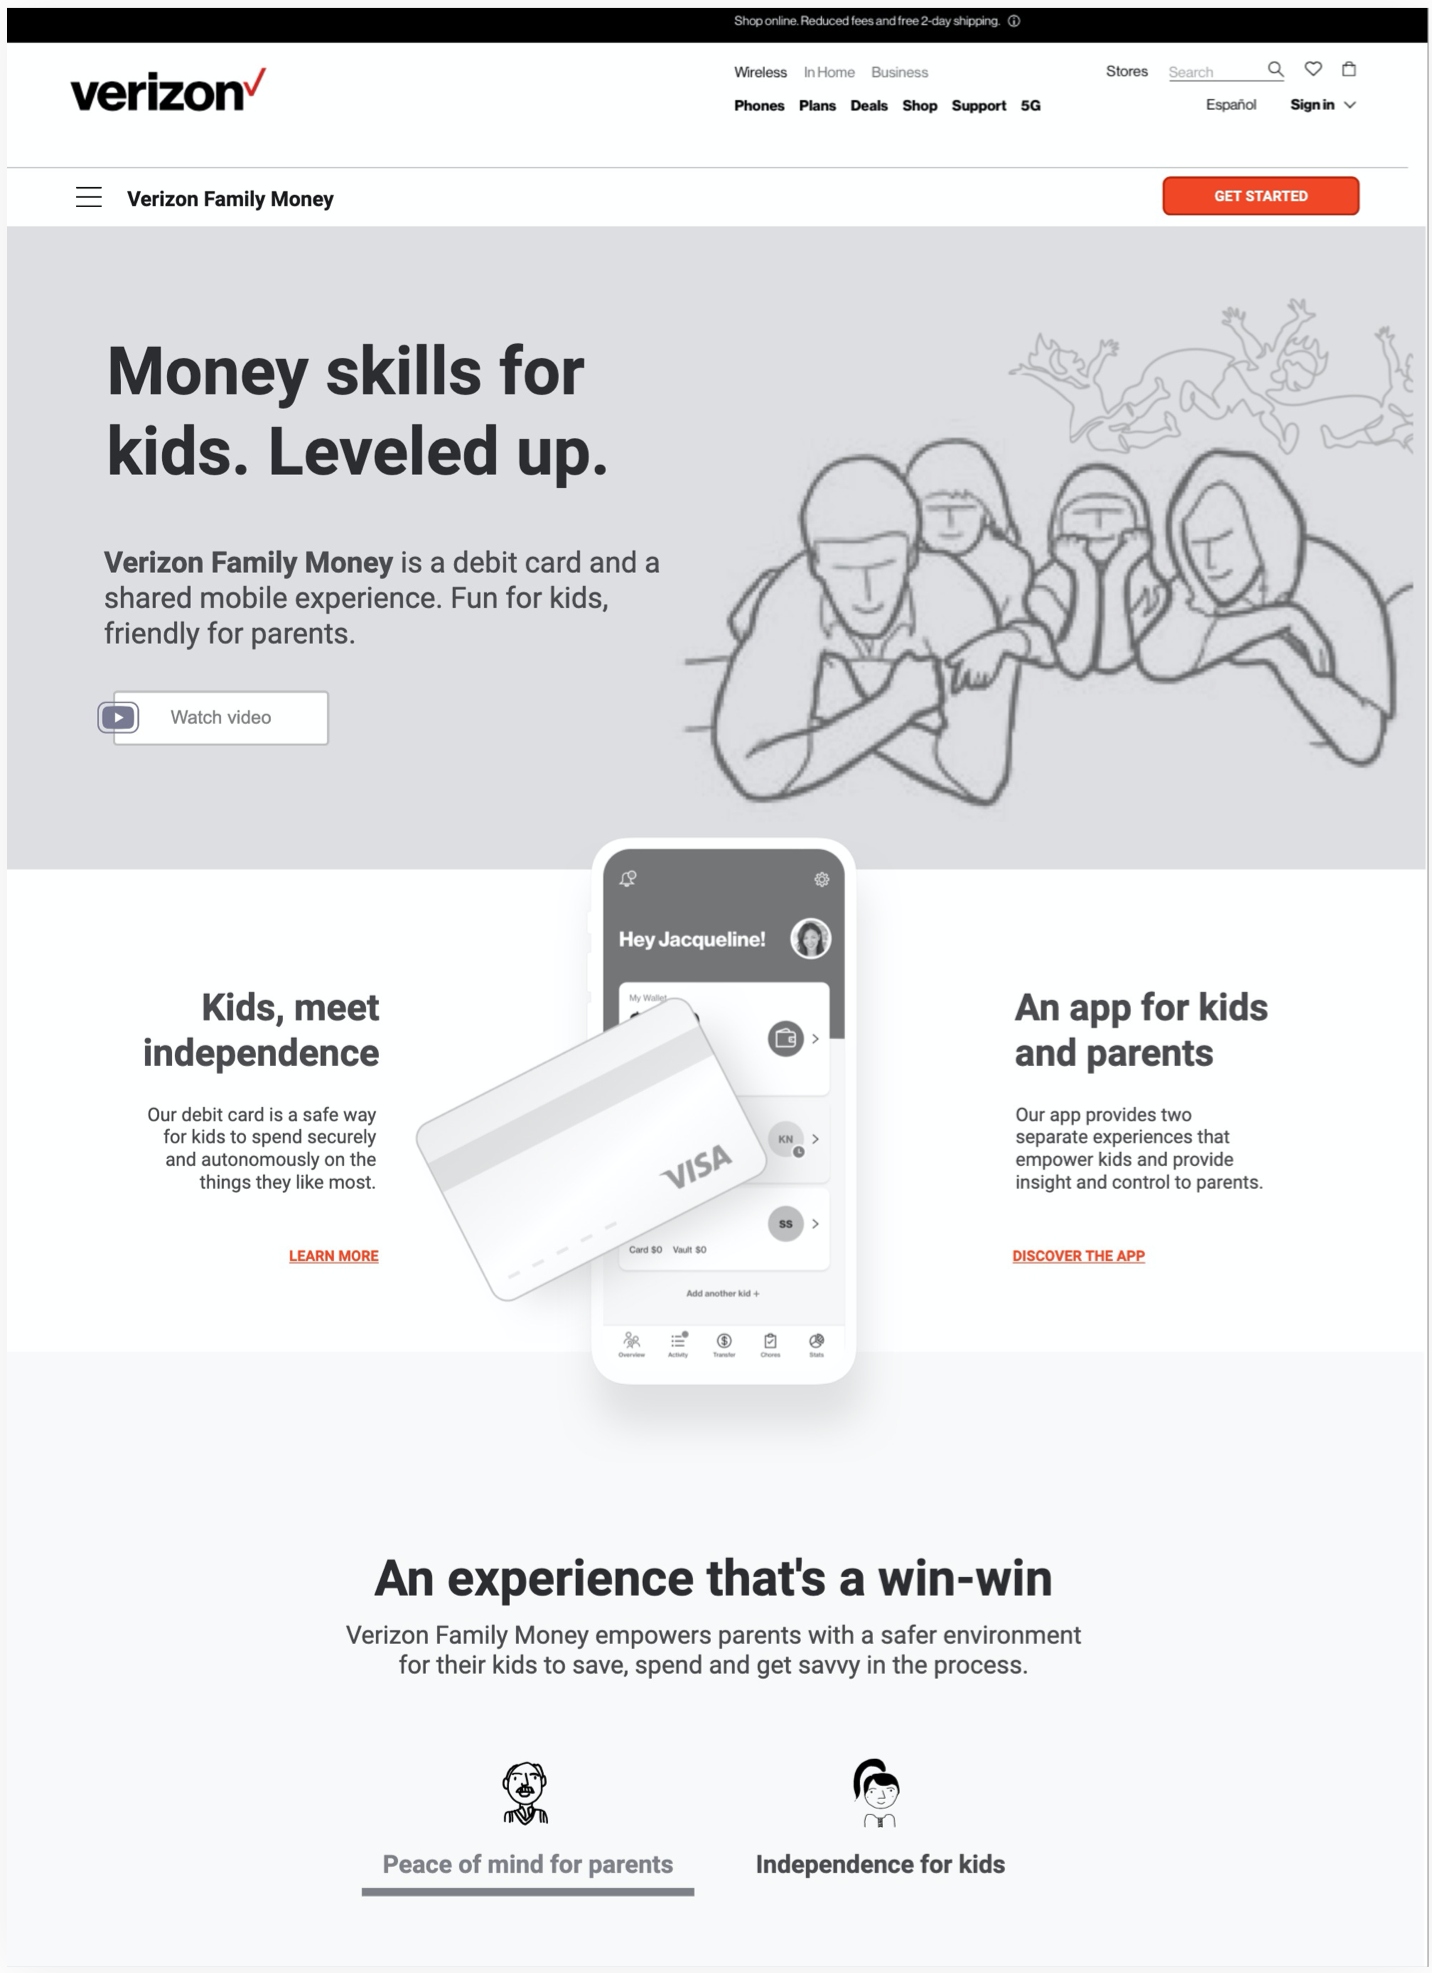 Shop online. Reduced fees and free 2-day shipping.
verizon
Wireless In Home Business
Stores Search
Phones Plans Deals Shop Support 5G
Español Sign in
Verizon Family Money
GET STARTED
Money skills for
kids. Leveled up.
Verizon Family Money is a debit card and a
shared mobile experience. Fun for kids,
friendly for parents.
Watch video
Kids, meet
independence
Our debit card is a safe way
for kids to spend securely
and autonomously on the
things they like most.
LEARN MORE
Hey Jacqueline!
My Wallet
KN
VISA
SS
Card $0 Vault $0
Add another kid +
Overview Activity Transfer Chores Stats
An app for kids
and parents
Our app provides two
separate experiences that
empower kids and provide
insight and control to parents.
DISCOVER THE APP
An experience that's a win-win
Verizon Family Money empowers parents with a safer environment
for their kids to save, spend and get savvy in the process.
Peace of mind for parents
Independence for kids